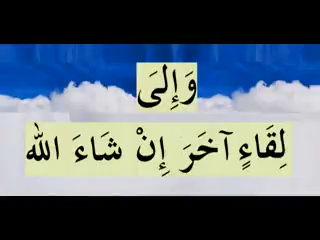 وَإِلَى
لِقَاءٍ آخَرَ إِنْ شَاءَ الله